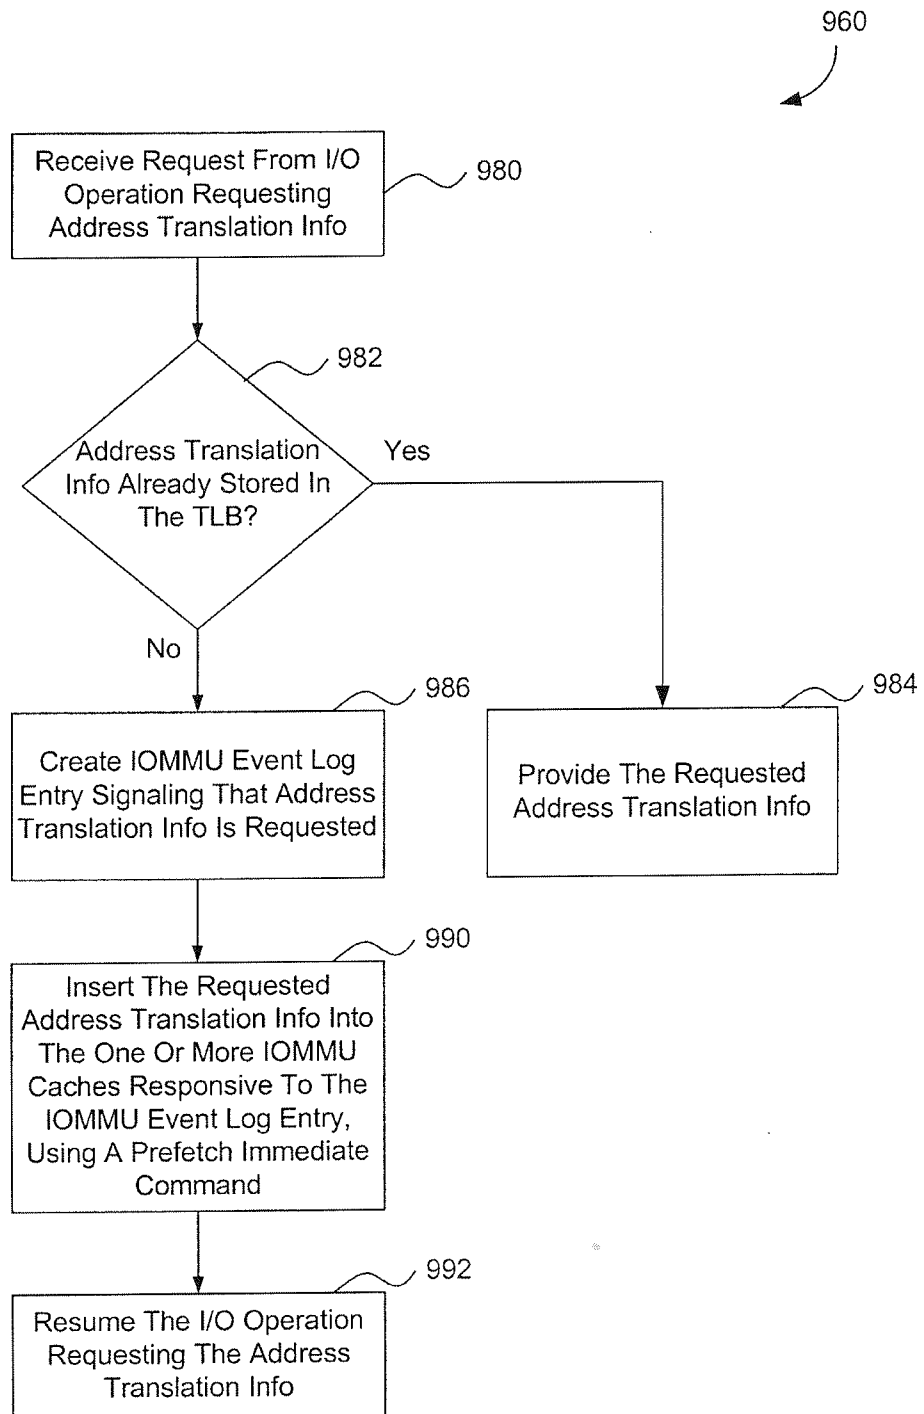 960
Receive Request From I/O
Operation Requesting
Address Translation Info
980
982
Address Translation
Info Already Stored In
The TLB?
Yes
No
986
984
Create IOMMU Event Log
Entry Signaling That Address
Translation Info Is Requested
Provide The Requested
Address Translation Info
990
Insert The Requested
Address Translation Info Into
The One Or More IOMMU
Caches Responsive To The
IOMMU Event Log Entry,
Using A Prefetch Immediate
Command
992
Resume The I/O Operation
Requesting The Address
Translation Info